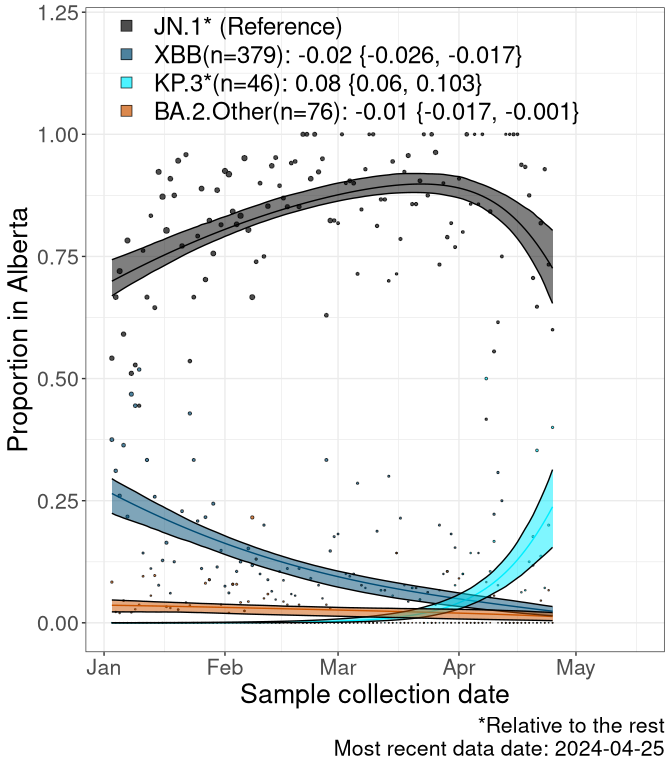 1.25
JN.1* (Reference)
XBB(n=379): -0.02 {-0.026, -0.017}
KP.3*(n=46): 0.08 {0.06, 0.103}
BA.2.Other(n=76): -0.01 {-0.017, -0.001}
1.00
0.75
0.50
0.25
0.00
Proportion in Alberta
Jan Feb Mar Apr May
Sample collection date
*Relative to the rest
Most recent data date: 2024-04-25